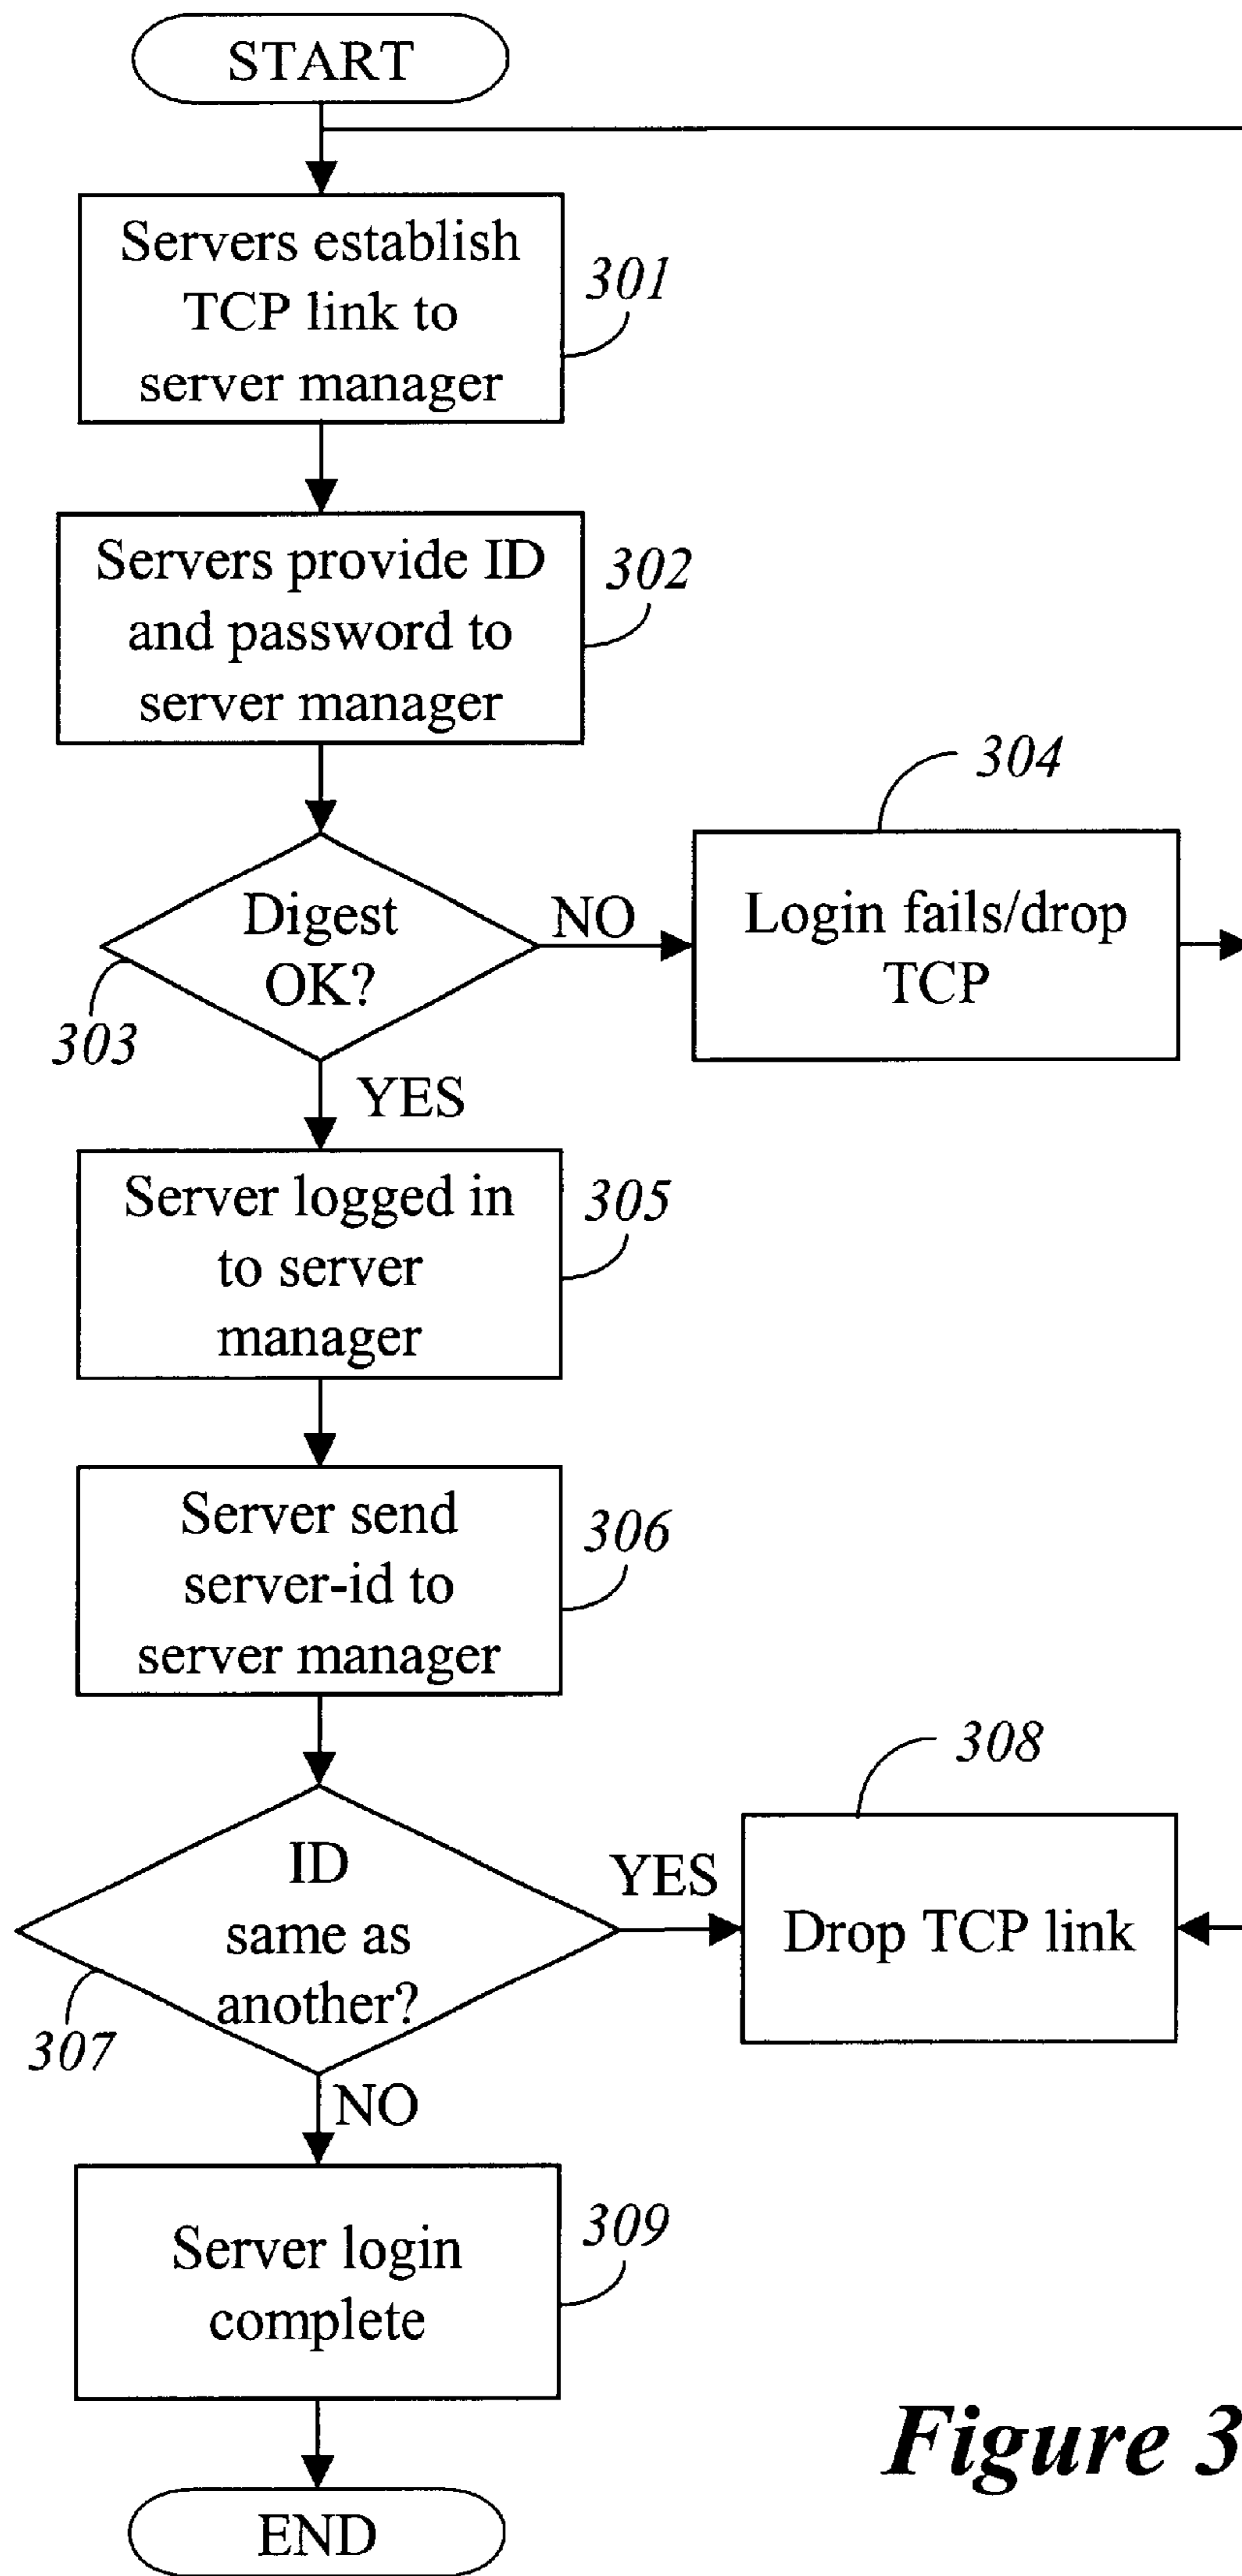 START
Servers establish
TCP link to
server manager
301
Servers provide ID
and password to
server manager
302
Digest
OK?
303
NO
304
Login fails/drop
TCP
YES
Server logged in
to server
manager
305
Server send
server-id to
server manager
306
ID
same as
another?
307
YES
308
Drop TCP link
NO
Server login
complete
309
END
Figure 3